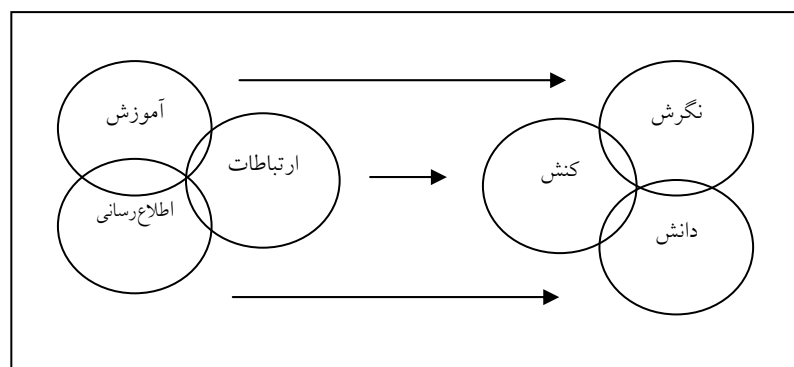 آموزش
ارتباطات
اطلاع‌رسانی
نگرش
کنش
دانش